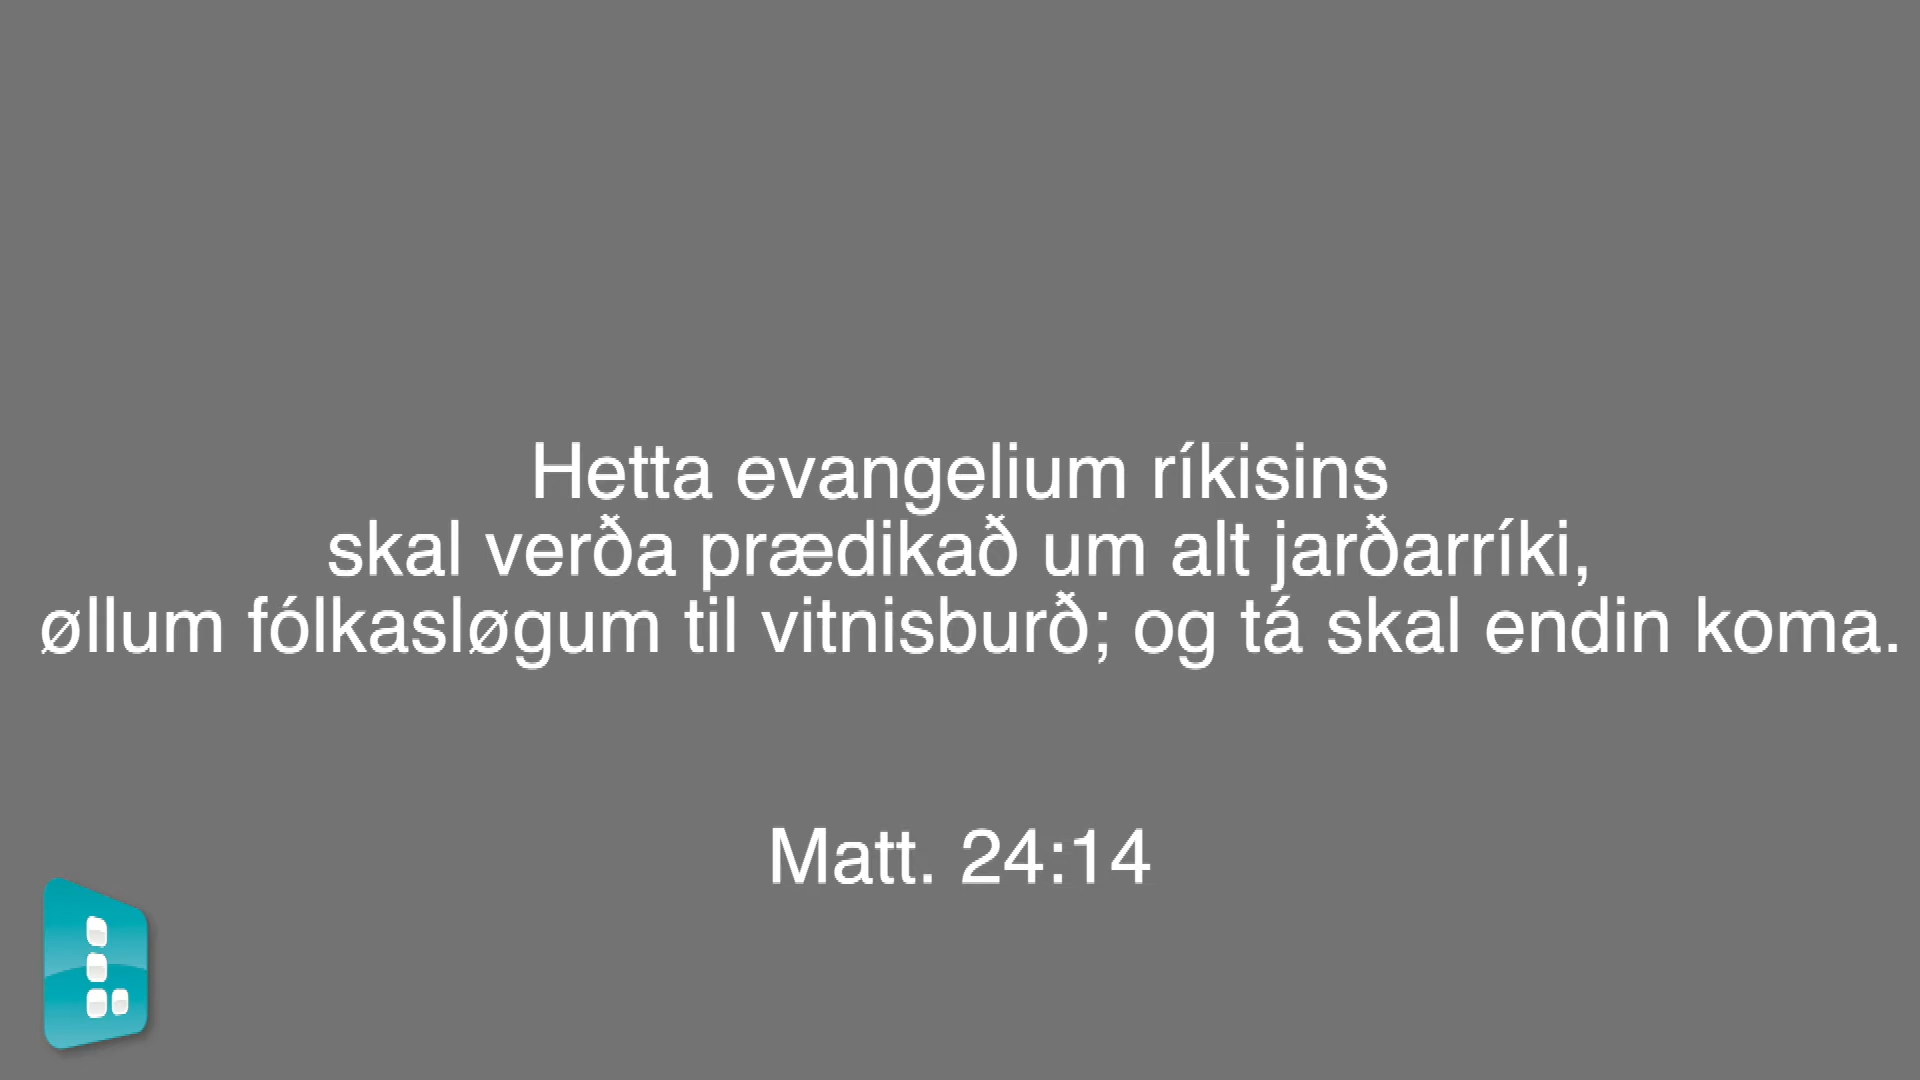 Hetta evangelium ríkisins
skal verða prædikað um alt jarðarríki,
øllum fólkasløgum til vitnisburð; og tá skal endin koma.
Matt. 24:14